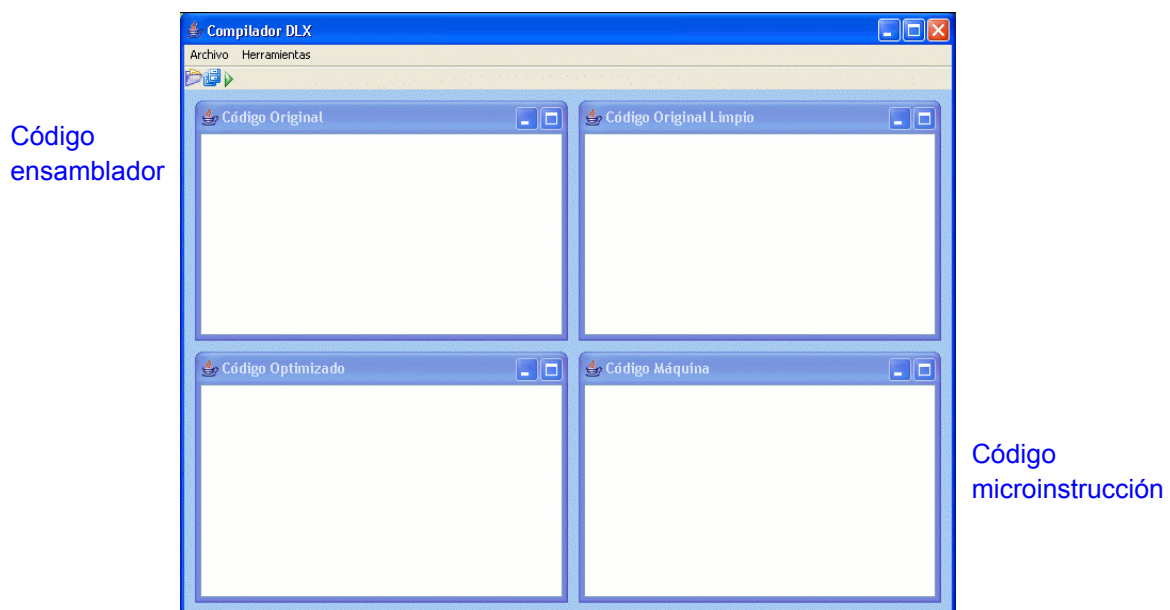 Compilador DLX
Archivo Herramientas
Código
ensamblador
Código Original
Código Original Limpio
Código Optimizado
Código Máquina
Código
microinstrucción